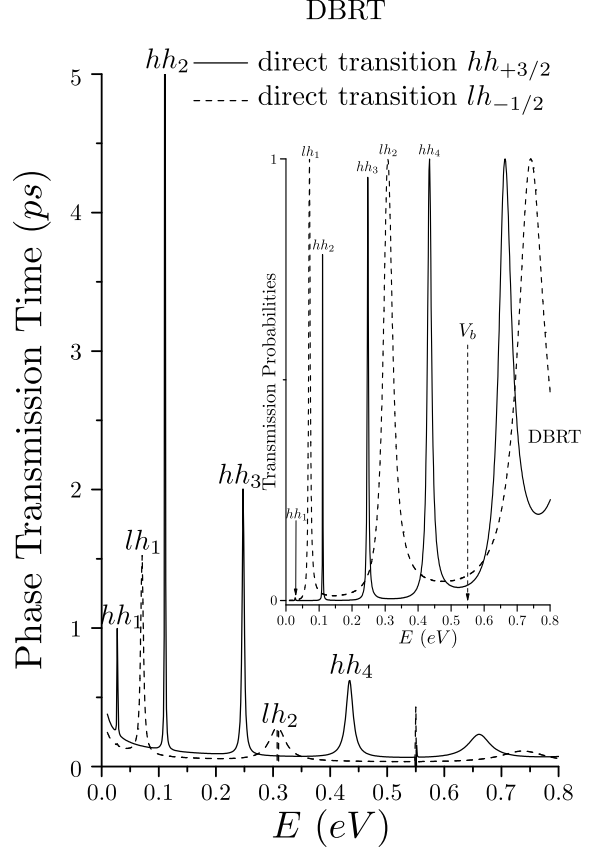 DBRT
direct transition hh+3/2
direct transition lh−1/2
Phase Transmission Time (ps)
5
4
3
2
1
0
hh2
hh3
lh1
hh1
lh2
hh4
0.0 0.1 0.2 0.3 0.4 0.5 0.6 0.7 0.8
E (eV)
Transmission Probabilities
1
0
lh1
lh2
hh4
hh3
hh2
hh1
Vb
DBRT
0.0 0.1 0.2 0.3 0.4 0.5 0.6 0.7 0.8
E (eV)